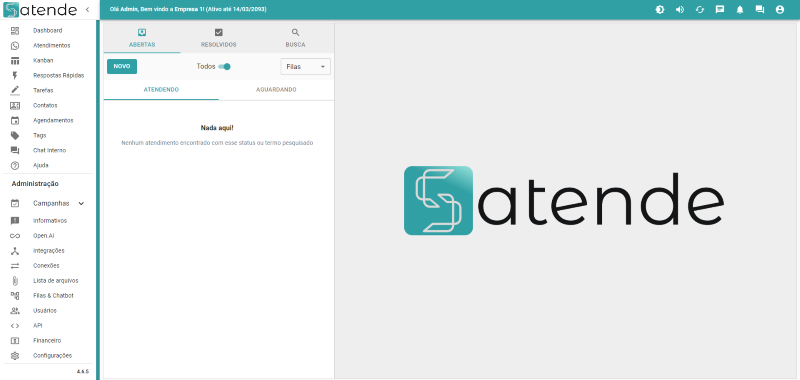 atende
Olá Admin, Bem vindo a Empresa 1! (Ativo até 14/03/2093)
Dashboard
Atendimentos
Kanban
Respostas Rápidas
Tarefas
Contatos
Agendamentos
Tags
Chat Interno
Ajuda
Administração
Campanhas
Informativos
Open.Ai
Integrações
Conexões
Lista de arquivos
Filas & Chatbot
Usuários
API
Financeiro
Configurações
4.6.5
ABERTAS
RESOLVIDOS
BUSCA
NOVO
Todos
Filas
ATENDENDO
AGUARDANDO
Nada aqui!
Nenhum atendimento encontrado com esse status ou termo pesquisado
atende